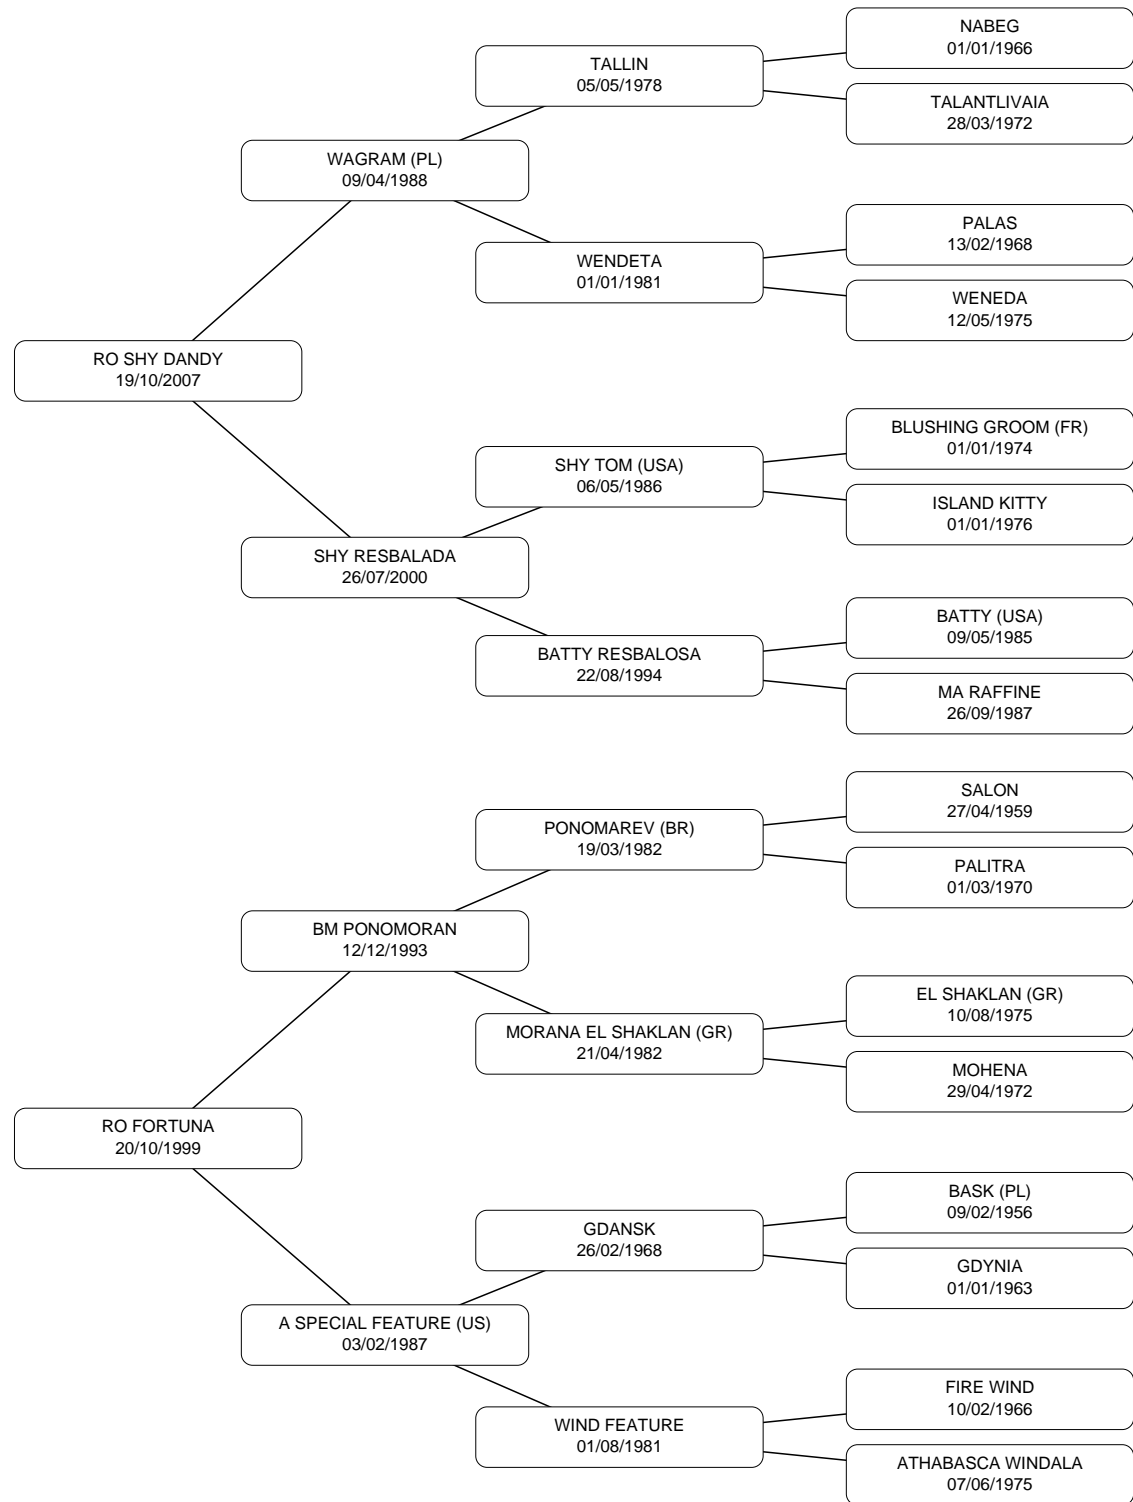 NABEG
01/01/1966
TALLIN
05/05/1978
TALANTLIVAIA
28/03/1972
WAGRAM (PL)
09/04/1988
PALAS
13/02/1968
WENDETA
01/01/1981
WENEDA
12/05/1975
RO SHY DANDY
19/10/2007
BLUSHING GROOM (FR)
01/01/1974
SHY TOM (USA)
06/05/1986
ISLAND KITTY
01/01/1976
SHY RESBALADA
26/07/2000
BATTY (USA)
09/05/1985
BATTY RESBALOSA
22/08/1994
MA RAFFINE
26/09/1987
SALON
27/04/1959
PONOMAREV (BR)
19/03/1982
PALITRA
01/03/1970
BM PONOMORAN
12/12/1993
EL SHAKLAN (GR)
10/08/1975
MORANA EL SHAKLAN (GR)
21/04/1982
MOHENA
29/04/1972
RO FORTUNA
20/10/1999
BASK (PL)
09/02/1956
GDANSK
26/02/1968
GDYNIA
01/01/1963
A SPECIAL FEATURE (US)
03/02/1987
FIRE WIND
10/02/1966
WIND FEATURE
01/08/1981
ATHABASCA WINDALA
07/06/1975